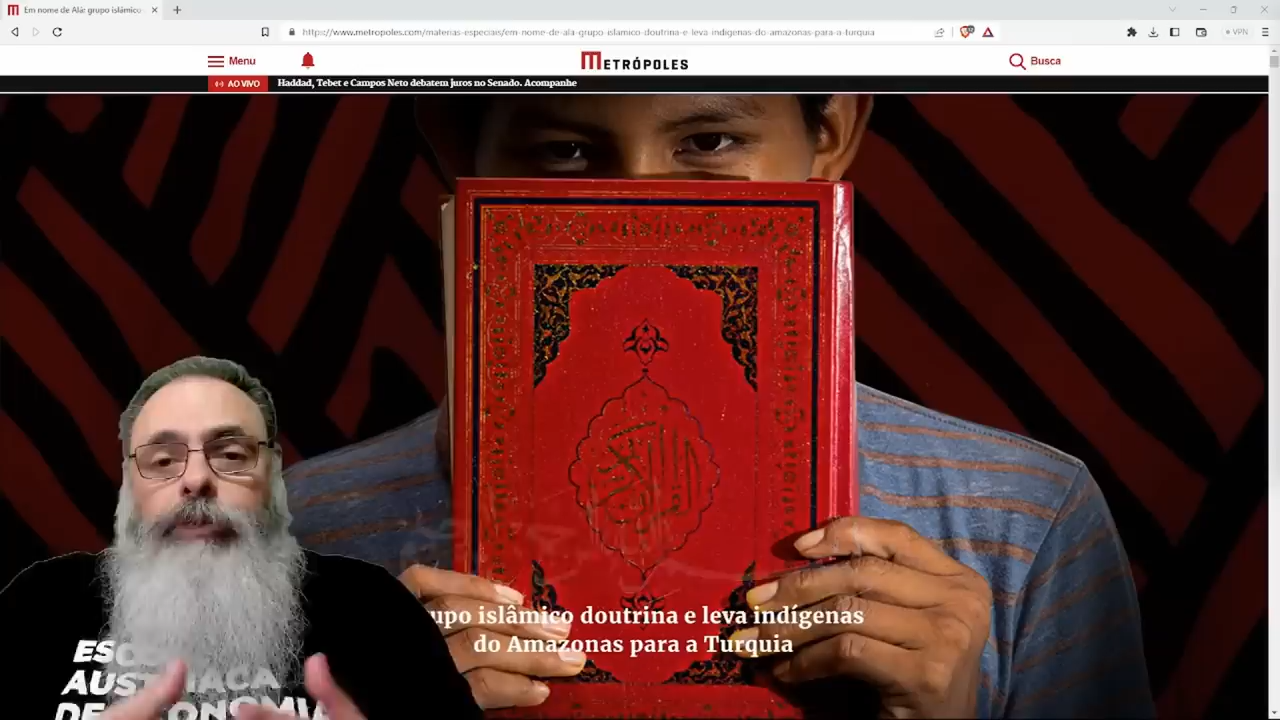 Em nome de Alá: grupo islâmico
https://www.metropoles.com/materias-especiais/em-nome-de-ala-grupo-islamico-doutrina-e-leva-indigenas-do-amazonas-para-a-turquia
VPN
Menu
METRÓPOLES
Busca
AO VIVO
Haddad, Tebet e Campos Neto debatem juros no Senado. Acompanhe
upo islâmico doutrina e leva indígenas
do Amazonas para a Turquia